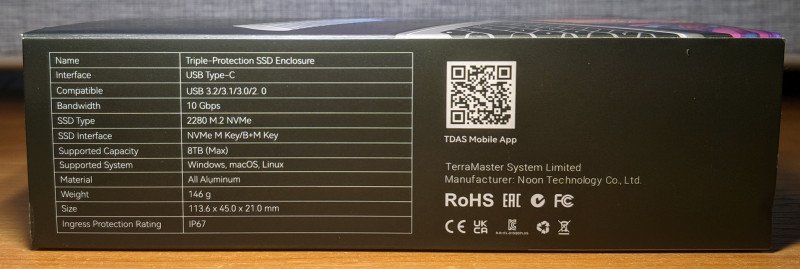 Name Triple-Protection SSD Enclosure
Interface USB Type-C
Compatible USB 3.2/3.1/3.0/2. 0
Bandwidth 10 Gbps
SSD Type 2280 M.2 NVMe
SSD Interface NVMe M Key/B+M Key
Supported Capacity 8TB (Max)
Supported System Windows, macOS, Linux
Material All Aluminum
Weight 146 g
Size 113.6 x 45.0 x 21.0 mm
Ingress Protection Rating IP67
TDAS Mobile App
TerraMaster System Limited
Manufacturer: Noon Technology Co., Ltd.
RoHS EAC FC
CE UK CA